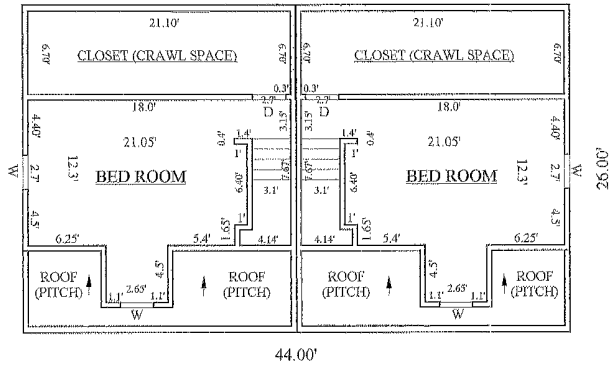 21.10' 21.10'
6.70' CLOSET (CRAWL SPACE) 6.70' 6.70' CLOSET (CRAWL SPACE) 6.70'
0.3' 0.3'
2.7' 2.7'
18.0' D D 18.0'
4.40' 3.15' 3.15' 4.40'
21.05' 0.4' 1.4' 1.4' 0.4' 21.05'
W 2.7' 12.3' 1' 7.67' 7.67' 1' 12.3' 2.7' W
BED ROOM 6.40' 3.1' 3.1' 6.40' BED ROOM
26.00'
4.5' 1' 1' 4.5'
6.25' 5.4' 1.65' 4.14' 4.14' 1.65' 5.4' 6.25'
ROOF 4.5' ROOF ROOF 4.5' ROOF
(PITCH) 2.65' (PITCH) (PITCH) 2.65' (PITCH)
1.1' 1.1' 1.1' 1.1'
W W
44.00'